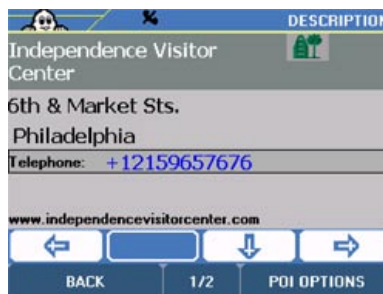 DESCRIPTION
Independence Visitor
Center
6th & Market Sts.
Philadelphia
Telephone: +12159657676
www.independencevisitorcenter.com
BACK 1/2 POI OPTIONS